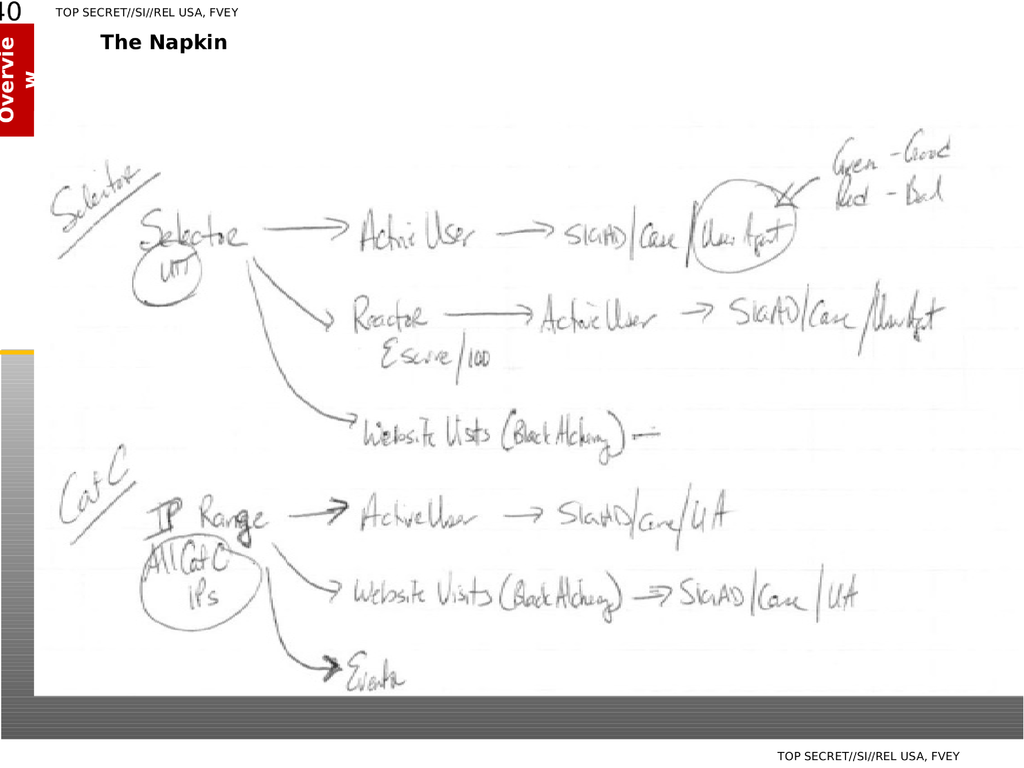 40
TOP SECRET//SI//REL USA, FVEY
The Napkin
Overvie
w
Green - Good
Red - Bad
Selector
Selector → Active User → SIGAD/Case/User Agent
UTT
Reactor → Active User → SIGAD/Case/User Agt
/100
Website Visits (Black Alchemy) –
Cat C
IP Range → Active User → SIGAD/Case/UA
All Cat C
IPs
Website Visits (Black Alchemy) → SIGAD/Case/UA
Events
TOP SECRET//SI//REL USA, FVEY